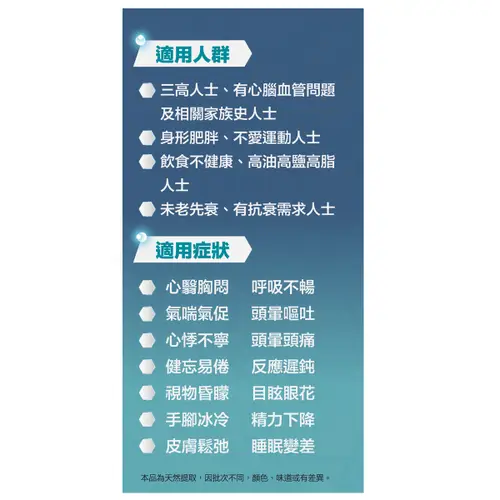 適用人群
三高人士、有心腦血管問題
及相關家族史人士
身形肥胖、不愛運動人士
飲食不健康、高油高鹽高脂
人士
未老先衰、有抗衰需求人士
適用症狀
心翳胸悶 呼吸不暢
氣喘氣促 頭暈嘔吐
心悸不寧 頭暈頭痛
健忘易倦 反應遲鈍
視物昏矇 目眩眼花
手腳冰冷 精力下降
皮膚鬆弛 睡眠變差
本品為天然提取，因批次不同，顏色、味道或有差異。